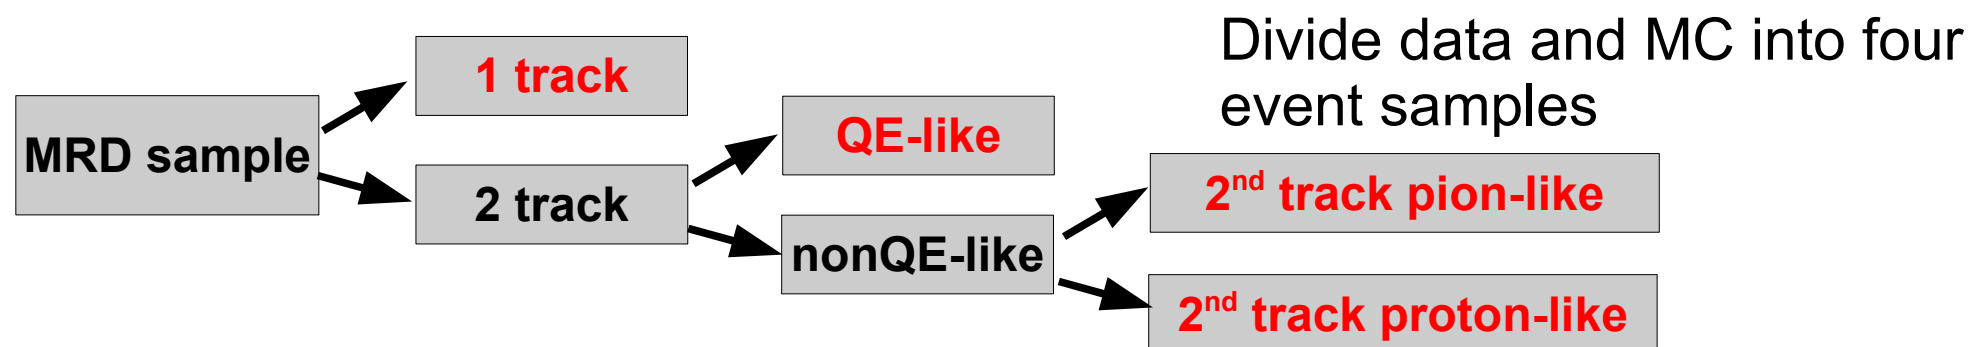 Divide data and MC into four
event samples
MRD sample
1 track
2 track
QE-like
nonQE-like
2nd track pion-like
2nd track proton-like